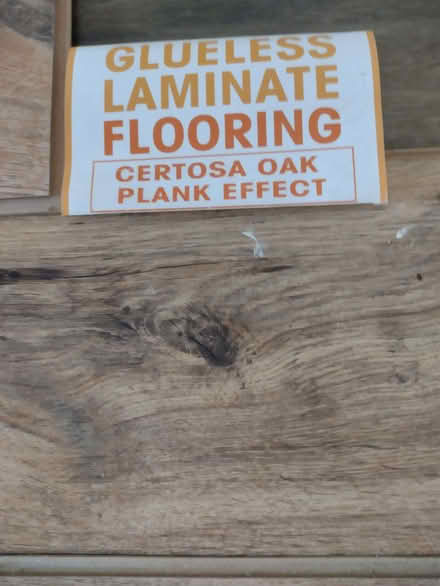 GLUELESS
LAMINATE
FLOORING
CERTOSA OAK
PLANK EFFECT